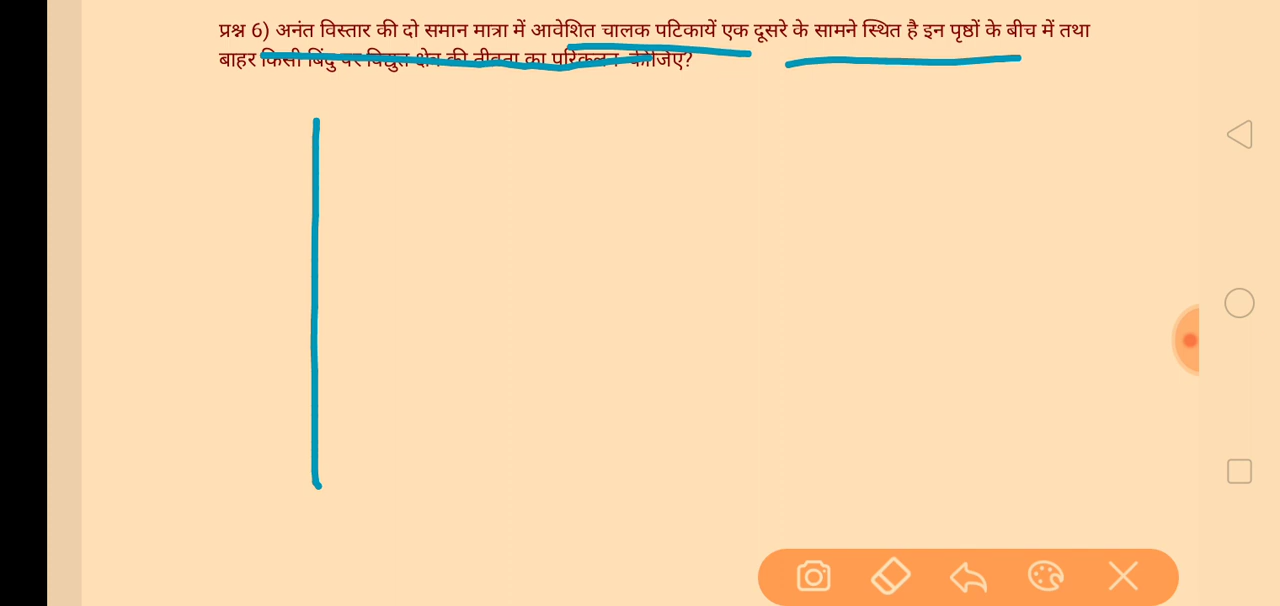 प्रश्न 6) अनंत विस्तार की दो समान मात्रा में आवेशित चालक पटिकायें एक दूसरे के सामने स्थित है इन पृष्ठों के बीच में तथा
बाहर किसी बिंदु पर विद्युत क्षेत्र की तीव्रता का परिकलन कीजिए?